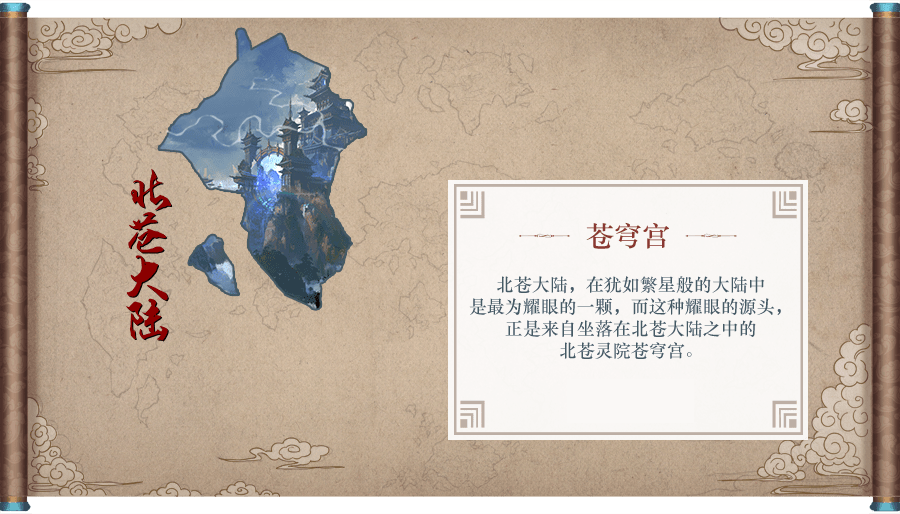 北苍大陆
苍穹宫
北苍大陆，在犹如繁星般的大陆中
是最为耀眼的一颗，而这种耀眼的源头，
正是来自坐落在北苍大陆之中的
北苍灵院苍穹宫。